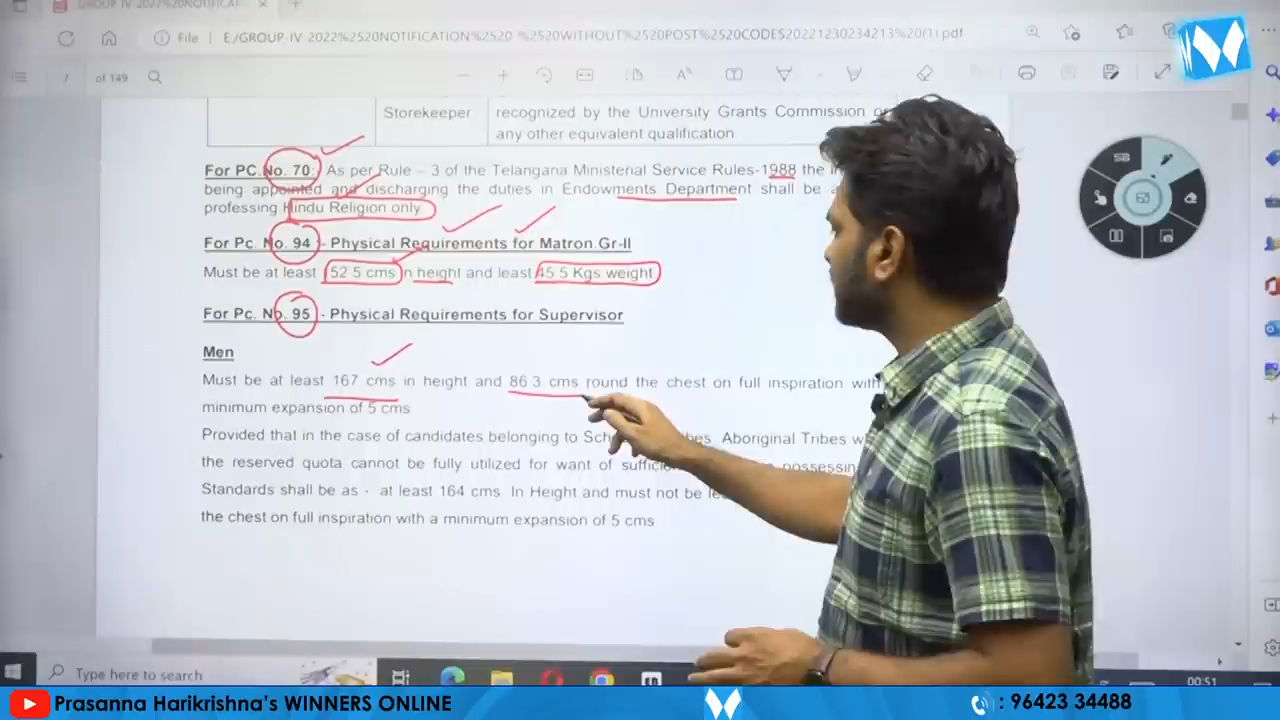 GROUP-IV 2022%20NOTIFICAT
File E:/GROUP-IV 2022%2520NOTIFICATION%2520 %2520WITHOUT%2520POST%2520CODES20221230234213%20(1).pdf
7 of 149
Storekeeper
recognized by the University Grants Commission or
any other equivalent qualification
For PC. No. 70: As per Rule – 3 of the Telangana Ministerial Service Rules-1988 the
being appointed and discharging the duties in Endowments Department shall be a
professing Hindu Religion only
For Pc. No. 94 - Physical Requirements for Matron.Gr-II
Must be at least 52 5 cms in height and least 45 5 Kgs weight
For Pc. No. 95 - Physical Requirements for Supervisor
Men
Must be at least 167 cms in height and 86 3 cms round the chest on full inspiration with
minimum expansion of 5 cms
Provided that in the case of candidates belonging to Aboriginal Tribes
the reserved quota cannot be fully utilized for want of
Standards shall be as - at least 164 cms In Height and must not be
the chest on full inspiration with a minimum expansion of 5 cms
Type here to search
00:51
Prasanna Harikrishna's WINNERS ONLINE
: 96423 34488